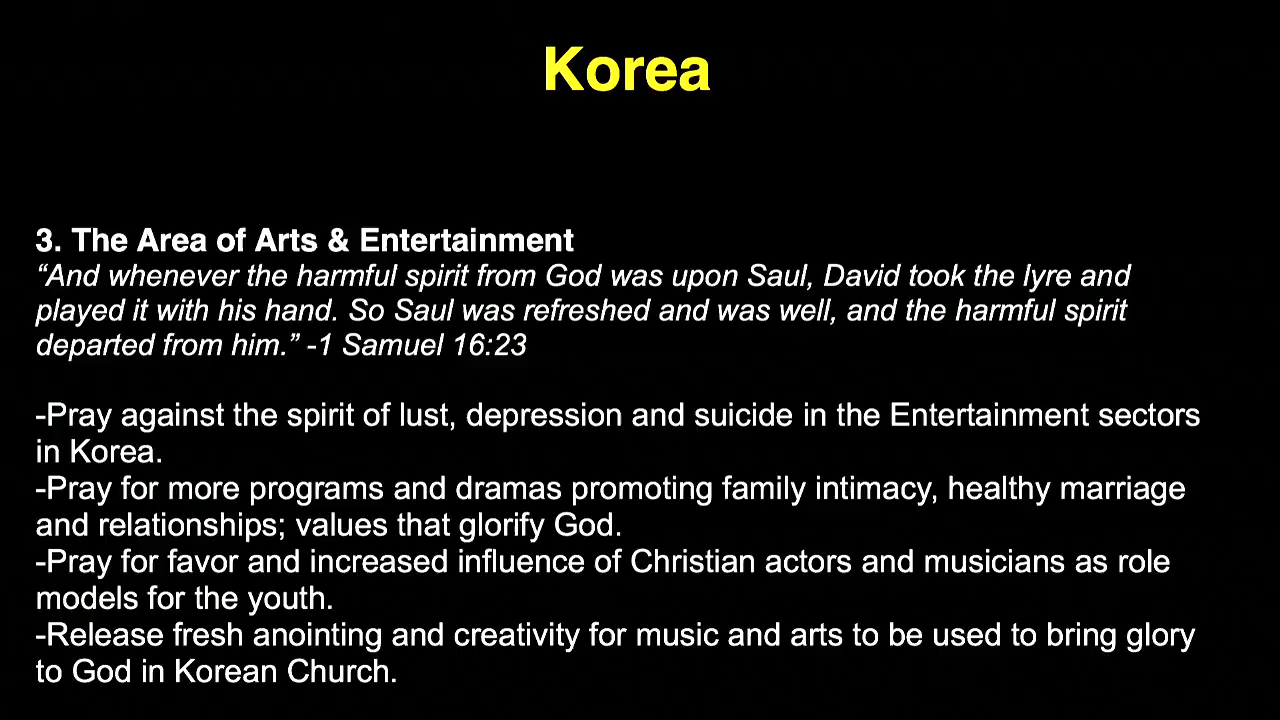 Korea
3. The Area of Arts & Entertainment
“And whenever the harmful spirit from God was upon Saul, David took the lyre and
played it with his hand. So Saul was refreshed and was well, and the harmful spirit
departed from him.” -1 Samuel 16:23
-Pray against the spirit of lust, depression and suicide in the Entertainment sectors
in Korea.
-Pray for more programs and dramas promoting family intimacy, healthy marriage
and relationships; values that glorify God.
-Pray for favor and increased influence of Christian actors and musicians as role
models for the youth.
-Release fresh anointing and creativity for music and arts to be used to bring glory
to God in Korean Church.